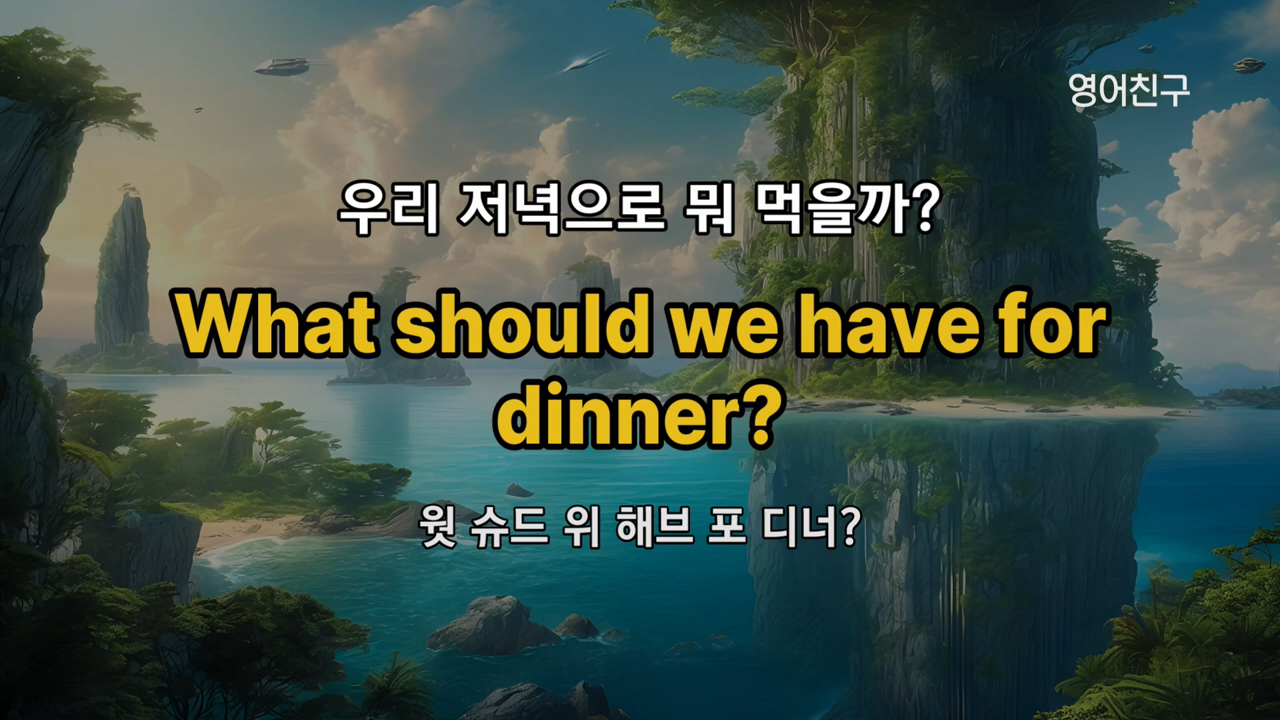 영어친구
우리 저녁으로 뭐 먹을까?
What should we have for
dinner?
웟 슈드 위 해브 포 디너?